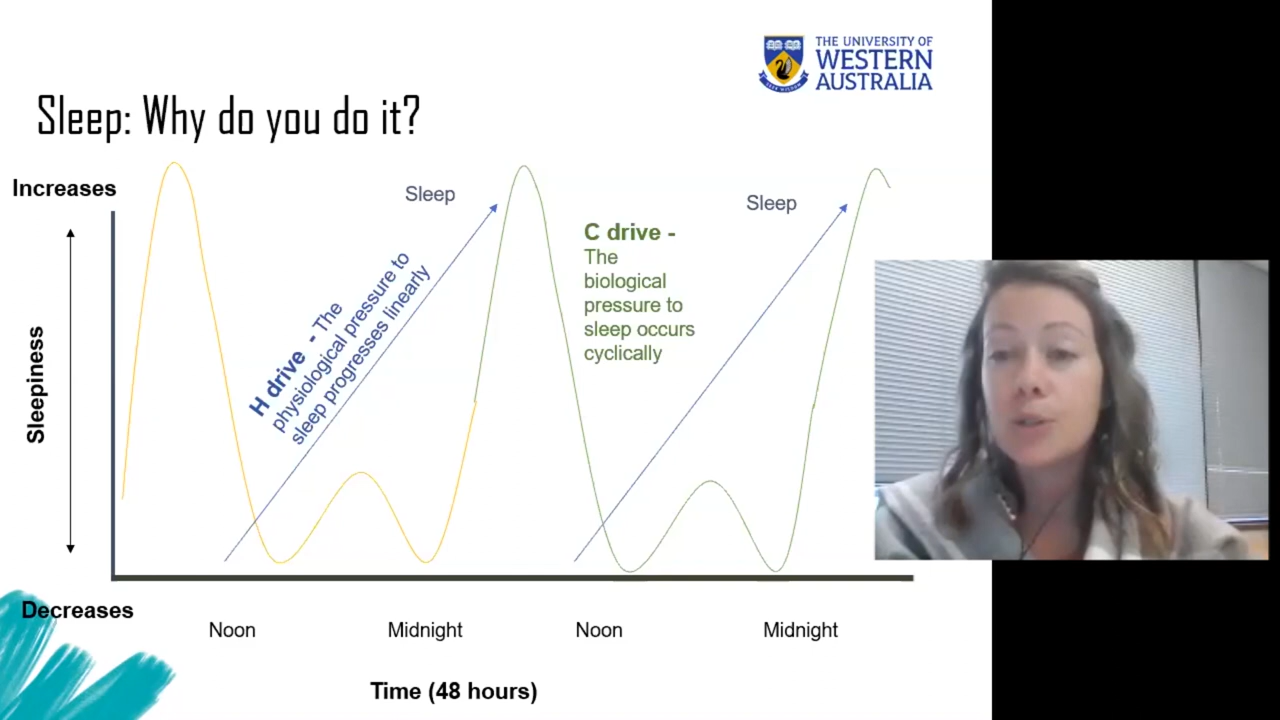 THE UNIVERSITY OF
WESTERN
AUSTRALIA
Sleep: Why do you do it?
Increases
Sleepiness
Decreases
Sleep
H drive - The
physiological pressure to
sleep progresses linearly
C drive -
The
biological
pressure to
sleep occurs
cyclically
Sleep
Noon
Midnight
Noon
Midnight
Time (48 hours)